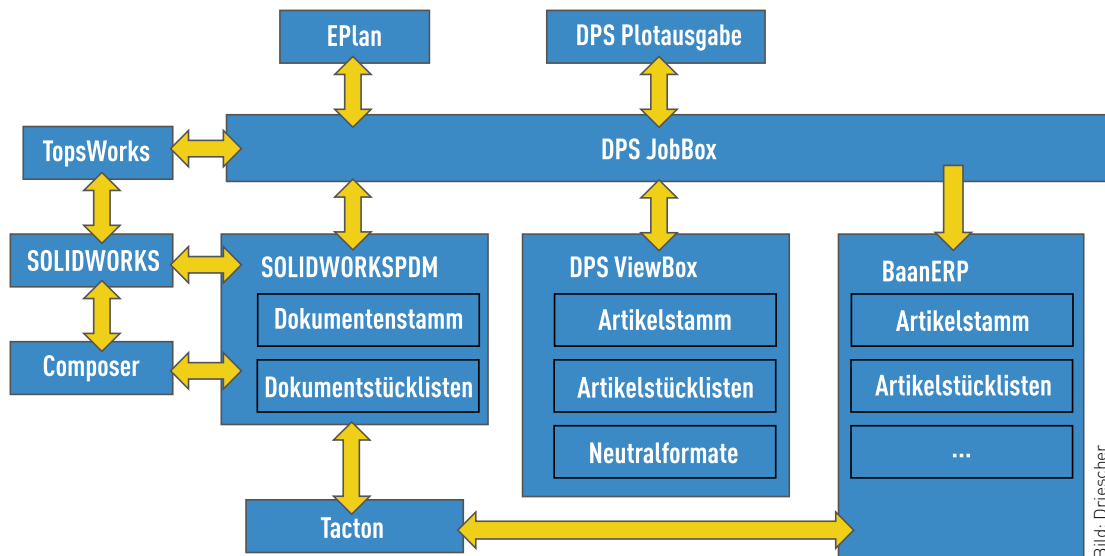 EPlan
DPS Plotausgabe
TopsWorks
DPS JobBox
SOLIDWORKS
SOLIDWORKSPDM
DPS ViewBox
BaanERP
Dokumentenstamm
Artikelstamm
Artikelstamm
Composer
Dokumentstücklisten
Artikelstücklisten
Artikelstücklisten
Neutralformate
...
Tacton
Bild: Driescher